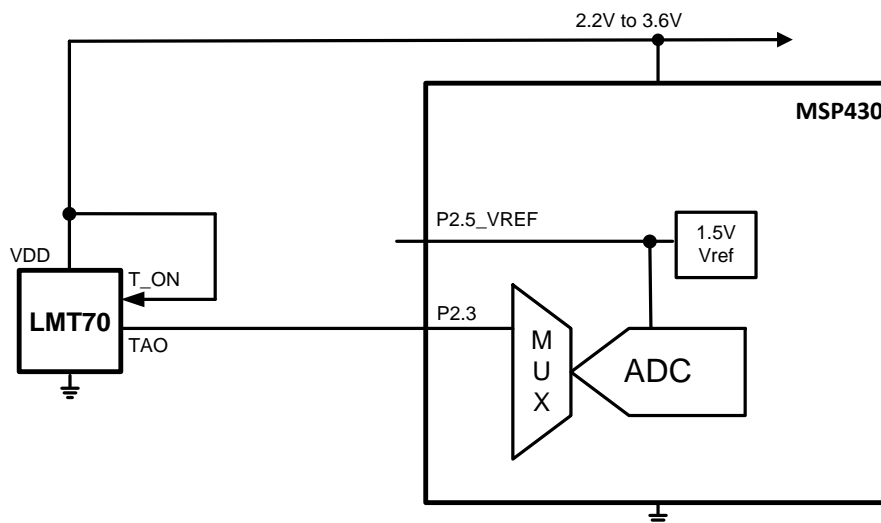 2.2V to 3.6V
MSP430
P2.5_VREF
1.5V
Vref
VDD
T_ON
LMT70
P2.3
TAO
M
U
X
ADC